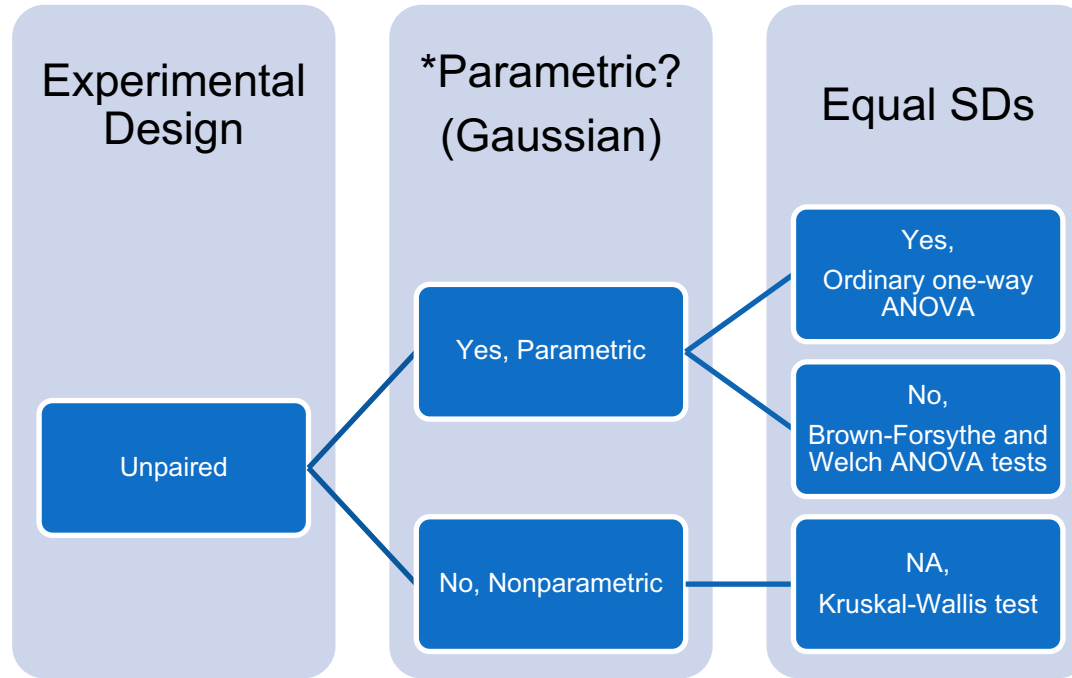 Experimental
Design
*Parametric?
(Gaussian)
Equal SDs
Unpaired
Yes, Parametric
No, Nonparametric
Yes,
Ordinary one-way
ANOVA
No,
Brown-Forsythe and
Welch ANOVA tests
NA,
Kruskal-Wallis test